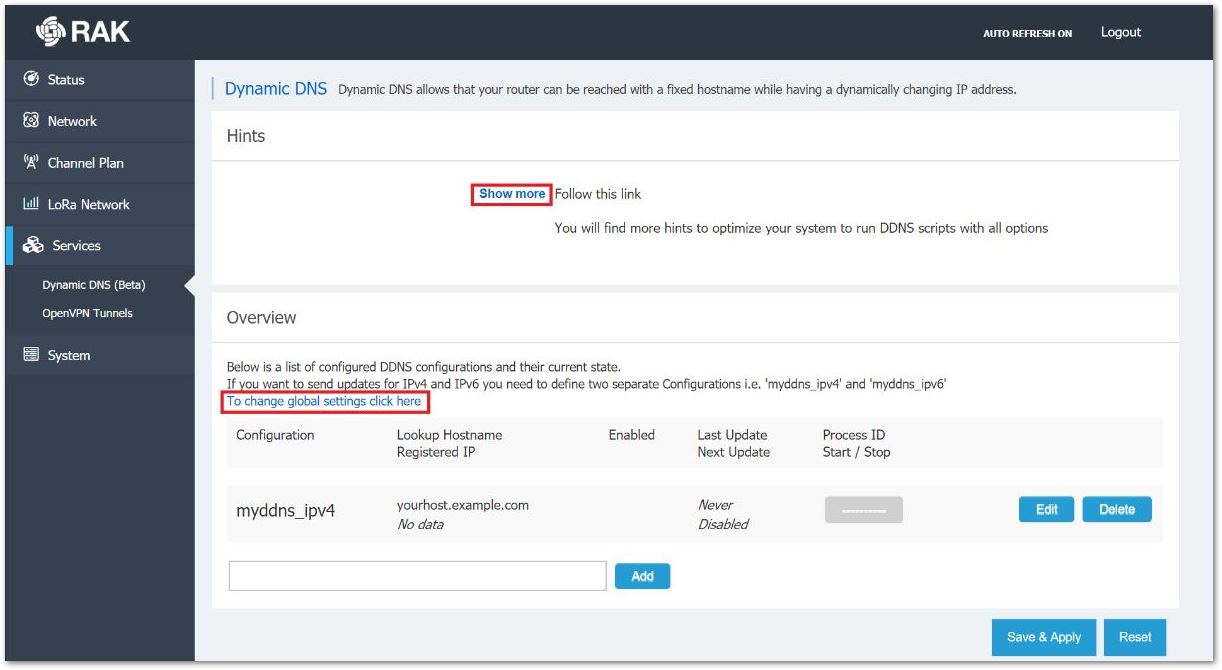 RAK
AUTO REFRESH ON
Logout
Status
Network
Channel Plan
LoRa Network
Services
Dynamic DNS (Beta)
OpenVPN Tunnels
System
Dynamic DNS Dynamic DNS allows that your router can be reached with a fixed hostname while having a dynamically changing IP address.
Hints
Show more Follow this link
You will find more hints to optimize your system to run DDNS scripts with all options
Overview
Below is a list of configured DDNS configurations and their current state.
If you want to send updates for IPv4 and IPv6 you need to define two separate Configurations i.e. 'myddns_ipv4' and 'myddns_ipv6'
To change global settings click here
Configuration Lookup Hostname Enabled Last Update Process ID
Registered IP Next Update Start / Stop
myddns_ipv4 yourhost.example.com Never ---------- Edit Delete
No data Disabled
Add
Save & Apply Reset